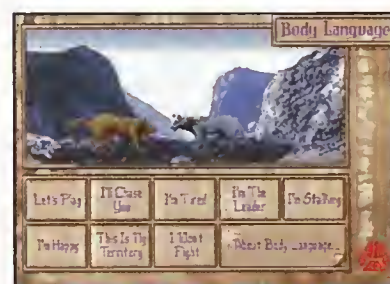 Body Language
Let's Play
I'll Chase
You
I'm Tired
I'm The
Leader
I'm Stalking
I'm Happy
This Is My
Territory
I Won't
Fight
About Body Language...